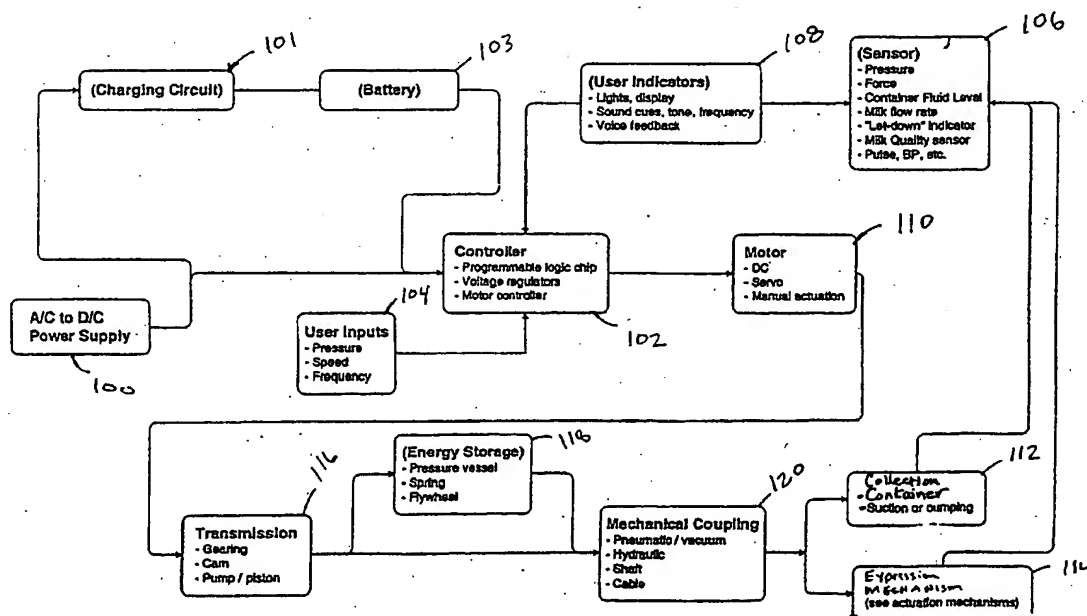 101
(Charging Circuit)
103
(Battery)
108
(User Indicators)
- Lights, display
- Sound cues, tone, frequency
- Voice feedback
106
(Sensor)
- Pressure
- Force
- Container Fluid Level
- Milk flow rate
- "Let-down" indicator
- Milk Quality sensor
- Pulse, BP, etc.
A/C to D/C
Power Supply
100
104
User Inputs
- Pressure
- Speed
- Frequency
Controller
- Programmable logic chip
- Voltage regulators
- Motor controller
102
110
Motor
- DC
- Servo
- Manual actuation
116
Transmission
- Gearing
- Cam
- Pump / piston
118
(Energy Storage)
- Pressure vessel
- Spring
- Flywheel
120
Mechanical Coupling
- Pneumatic / vacuum
- Hydraulic
- Shaft
- Cable
112
Collection
- Container
- Suction or pumping
114
Expression
MECHANISM
(see actuation mechanisms)